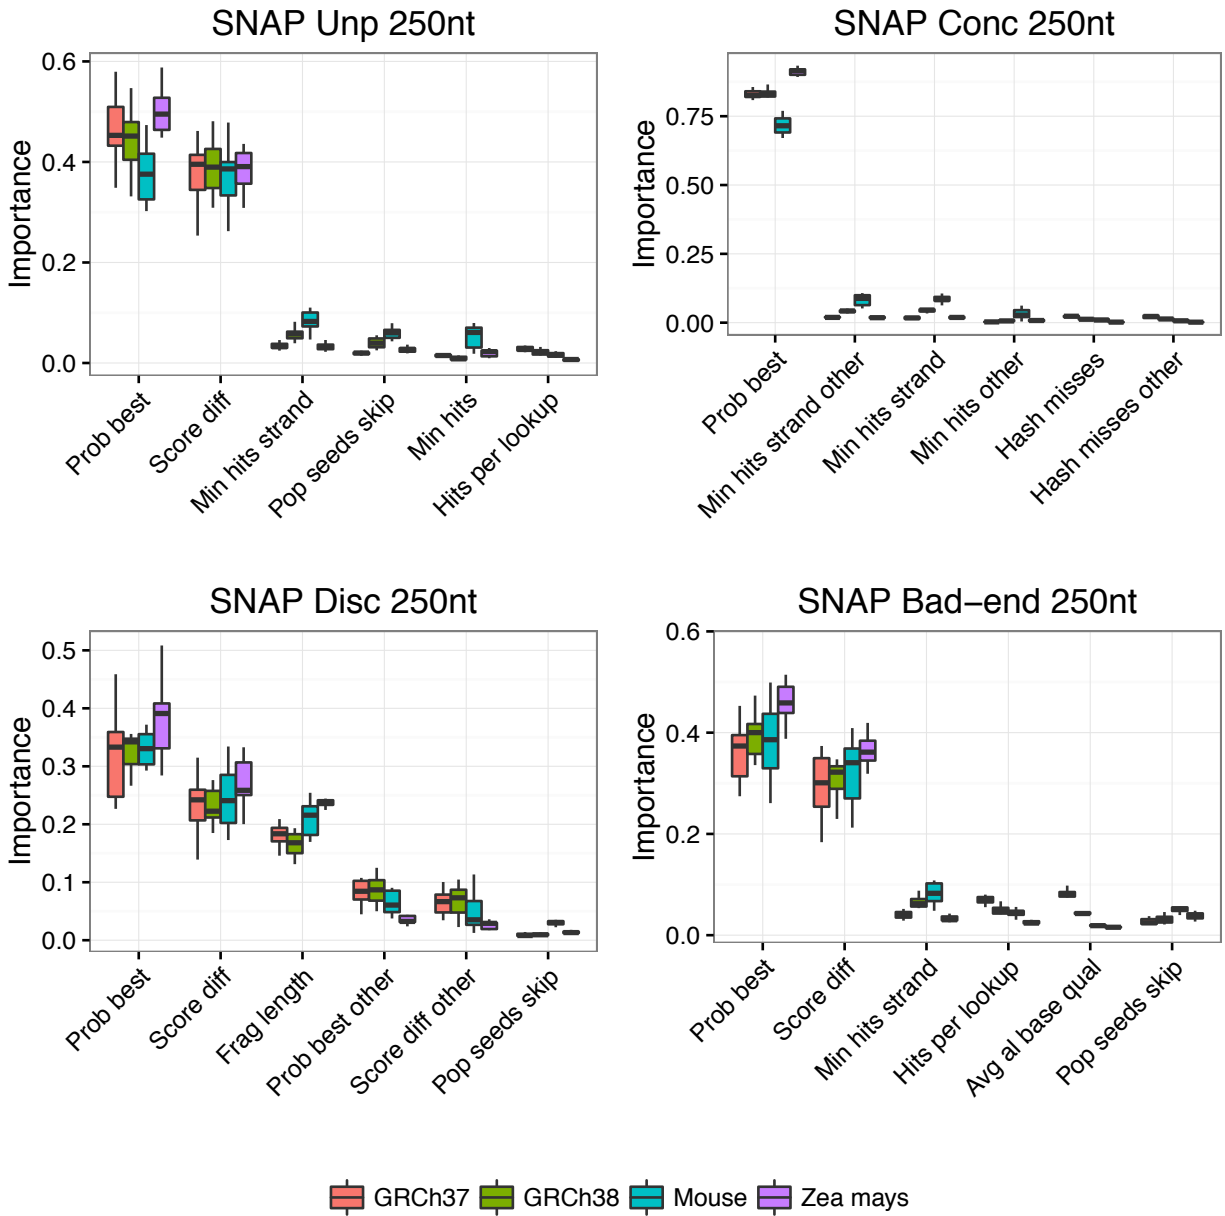 SNAP Unp 250nt
Importance
0.6
0.4
0.2
0.0
Prob best
Score diff
Min hits strand
Pop seeds skip
Min hits
Hits per lookup
SNAP Conc 250nt
Importance
0.75
0.50
0.25
0.00
Prob best
Min hits strand other
Min hits strand
Min hits other
Hash misses
Hash misses other
SNAP Disc 250nt
Importance
0.5
0.4
0.3
0.2
0.1
0.0
Prob best
Score diff
Frag length
Prob best other
Score diff other
Pop seeds skip
SNAP Bad−end 250nt
Importance
0.6
0.4
0.2
0.0
Prob best
Score diff
Min hits strand
Hits per lookup
Avg al base qual
Pop seeds skip
GRCh37 GRCh38 Mouse Zea mays